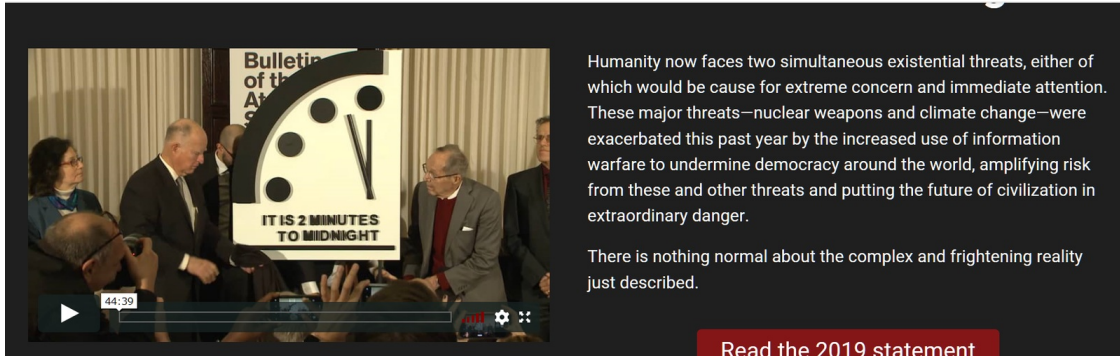 Bulletin
of the
IT IS 2 MINUTES
TO MIDNIGHT
44:39
Humanity now faces two simultaneous existential threats, either of
which would be cause for extreme concern and immediate attention.
These major threats—nuclear weapons and climate change—were
exacerbated this past year by the increased use of information
warfare to undermine democracy around the world, amplifying risk
from these and other threats and putting the future of civilization in
extraordinary danger.
There is nothing normal about the complex and frightening reality
just described.
Read the 2019 statement